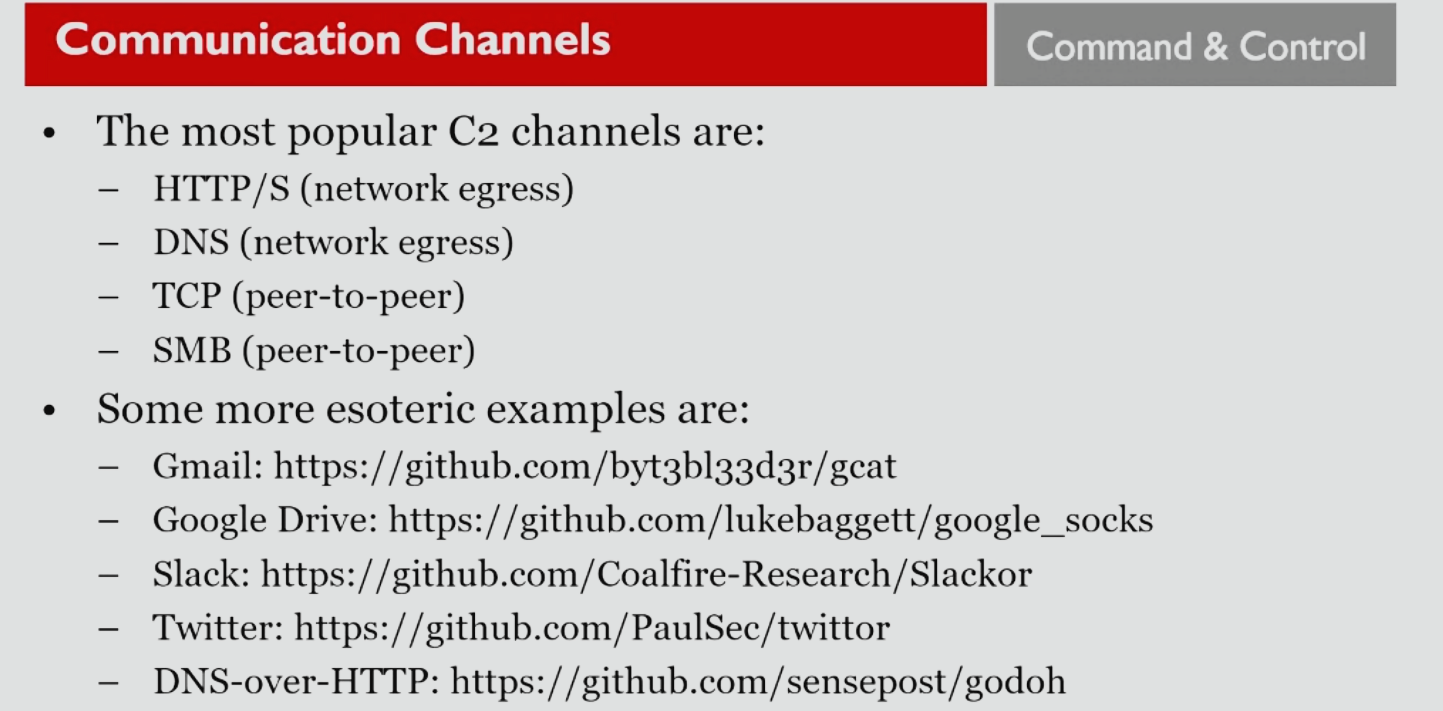 Communication Channels
Command & Control
• The most popular C2 channels are:
– HTTP/S (network egress)
– DNS (network egress)
– TCP (peer-to-peer)
– SMB (peer-to-peer)
• Some more esoteric examples are:
– Gmail: https://github.com/byt3bl33d3r/gcat
– Google Drive: https://github.com/lukebaggett/google_socks
– Slack: https://github.com/Coalfire-Research/Slackor
– Twitter: https://github.com/PaulSec/twittor
– DNS-over-HTTP: https://github.com/sensepost/godoh